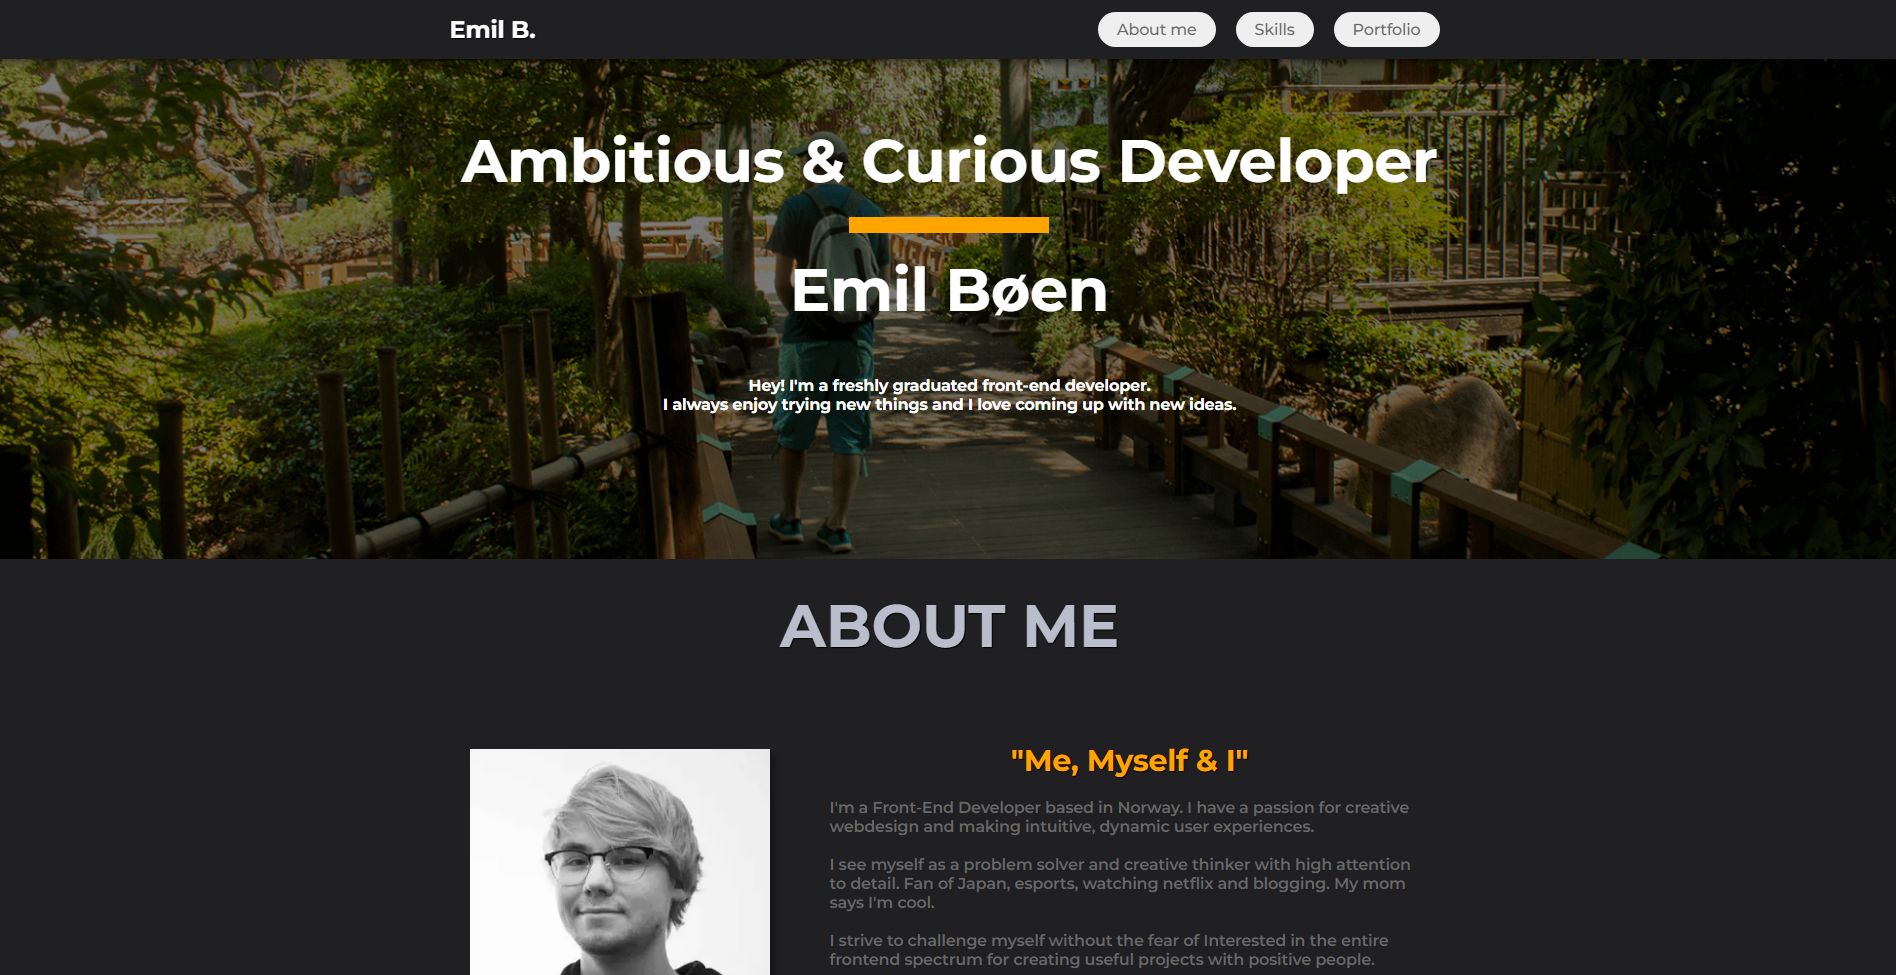 Emil B.
About me
Skills
Portfolio
Ambitious & Curious Developer
Emil Bøen
Hey! I'm a freshly graduated front-end developer.
I always enjoy trying new things and I love coming up with new ideas.
ABOUT ME
"Me, Myself & I"
I'm a Front-End Developer based in Norway. I have a passion for creative
webdesign and making intuitive, dynamic user experiences.
I see myself as a problem solver and creative thinker with high attention
to detail. Fan of Japan, esports, watching netflix and blogging. My mom
says I'm cool.
I strive to challenge myself without the fear of Interested in the entire
frontend spectrum for creating useful projects with positive people.